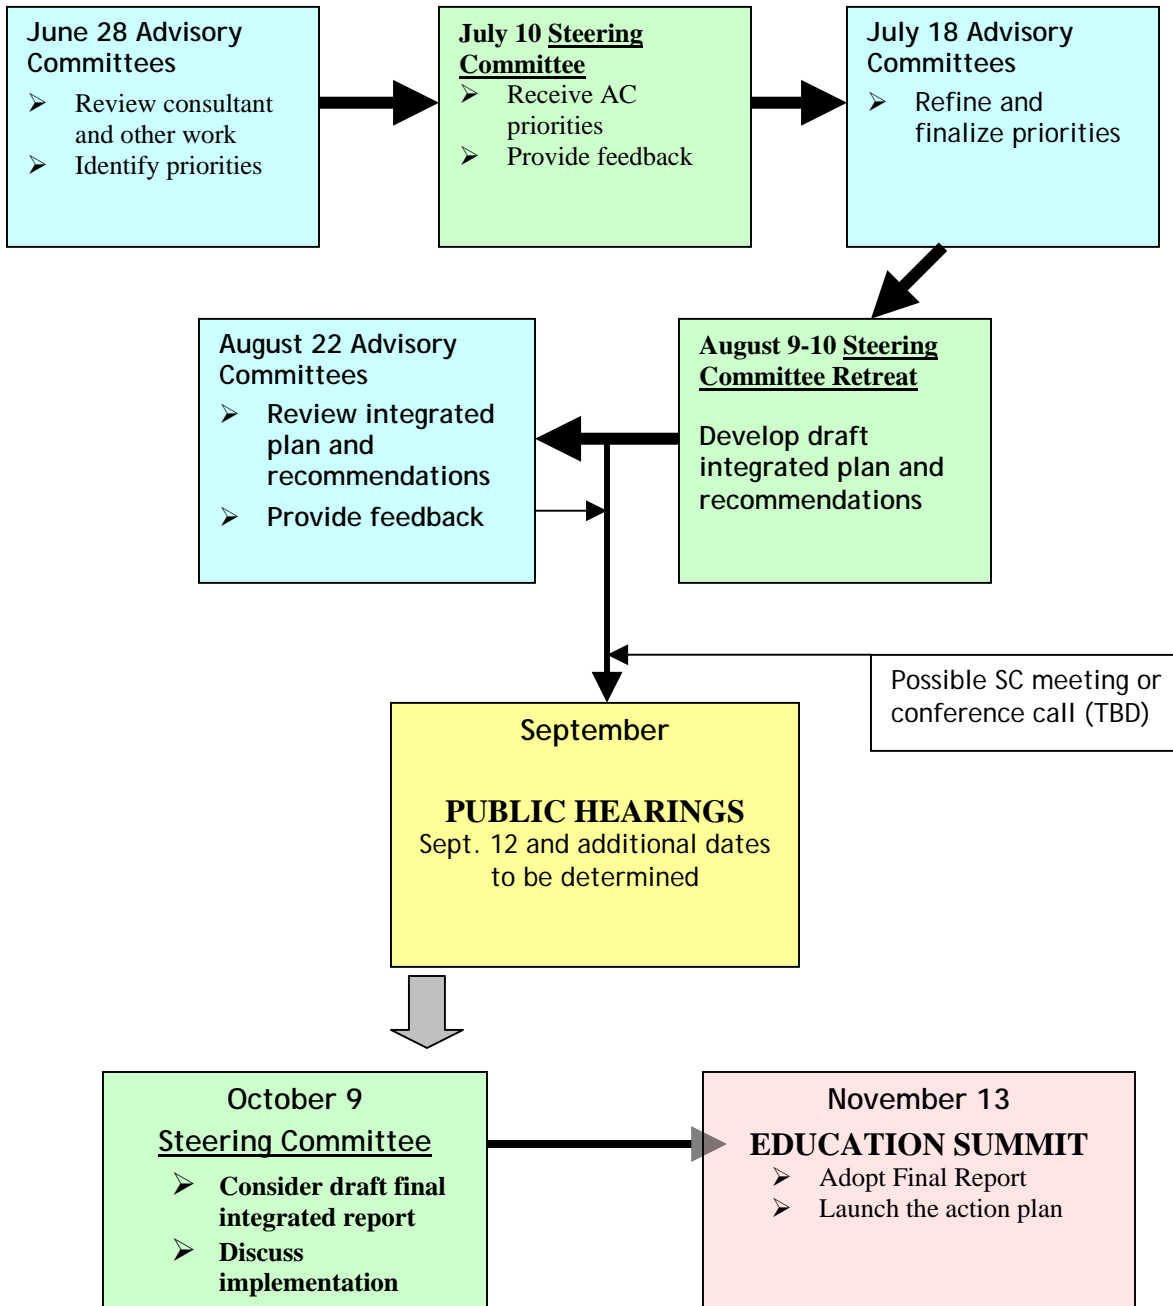 June 28 Advisory
Committees
➢ Review consultant
and other work
➢ Identify priorities
July 10 Steering
Committee
➢ Receive AC
priorities
➢ Provide feedback
July 18 Advisory
Committees
➢ Refine and
finalize priorities
August 22 Advisory
Committees
➢ Review integrated
plan and
recommendations
➢ Provide feedback
August 9-10 Steering
Committee Retreat
Develop draft
integrated plan and
recommendations
Possible SC meeting or
conference call (TBD)
September
PUBLIC HEARINGS
Sept. 12 and additional dates
to be determined
October 9
Steering Committee
➢ Consider draft final
integrated report
➢ Discuss
implementation
November 13
EDUCATION SUMMIT
➢ Adopt Final Report
➢ Launch the action plan